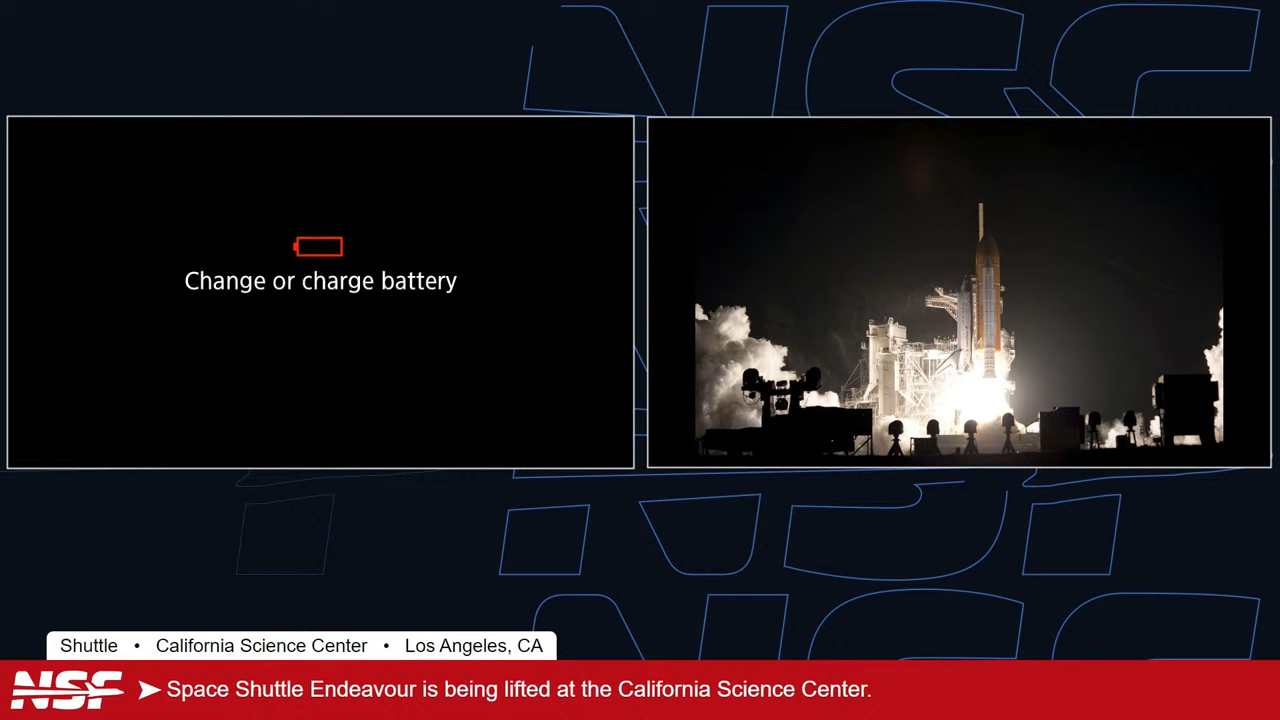 Change or charge battery
Shuttle • California Science Center • Los Angeles, CA
NSF ➤ Space Shuttle Endeavour is being lifted at the California Science Center.